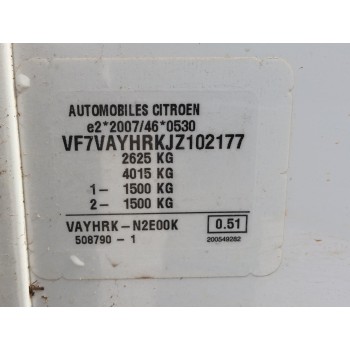 AUTOMOBILES CITROEN
e2*2007/46*0530
VF7VAYHRKJZ102177
2625 KG
4015 KG
1- 1500 KG
2- 1500 KG
VAYHRK-N2E00K 0.51
508790 - 1 200549282